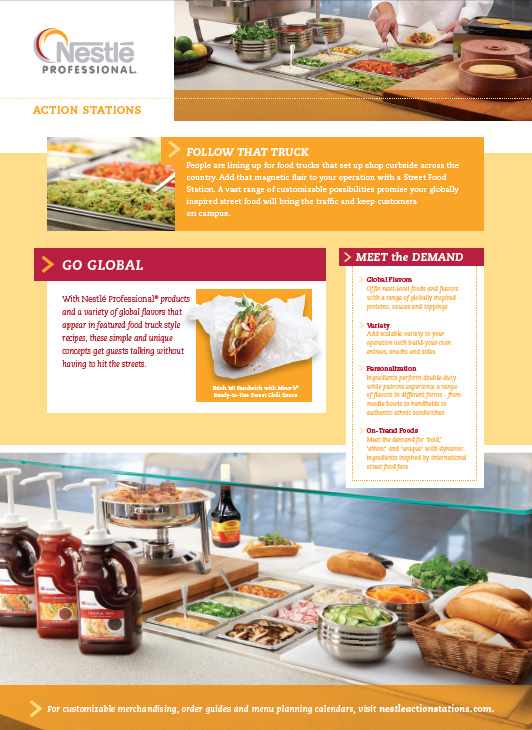 Nestlé
PROFESSIONAL.
ACTION STATIONS
FOLLOW THAT TRUCK
People are lining up for food trucks that set up shop curbside across the
country. Add that magnetic flair to your operation with a Street Food
Station. A vast range of customizable possibilities promise your globally
inspired street food will bring the traffic and keep customers
on campus.
GO GLOBAL
With Nestlé Professional® products
and a variety of global flavors that
appear in featured food truck style
recipes, these simple and unique
concepts get guests talking without
having to hit the streets.
Bánh Mì Sandwich with Minor's®
Ready-to-Use Sweet Chili Sauce
MEET the DEMAND
Global Flavors
Offer next-level foods and flavors
with a range of globally inspired
proteins, sauces and toppings
Variety
Add scalable variety to your
operation with build-your-own
entrees, snacks and sides
Personalization
Ingredients perform double-duty
while patrons experience a range
of flavors in different forms – from
noodle bowls to handhelds to
authentic ethnic sandwiches
On-Trend Foods
Meet the demand for 'bold,'
'ethnic' and 'unique' with dynamic
ingredients inspired by international
street food fare
For customizable merchandising, order guides and menu planning calendars, visit nestleactionstations.com.